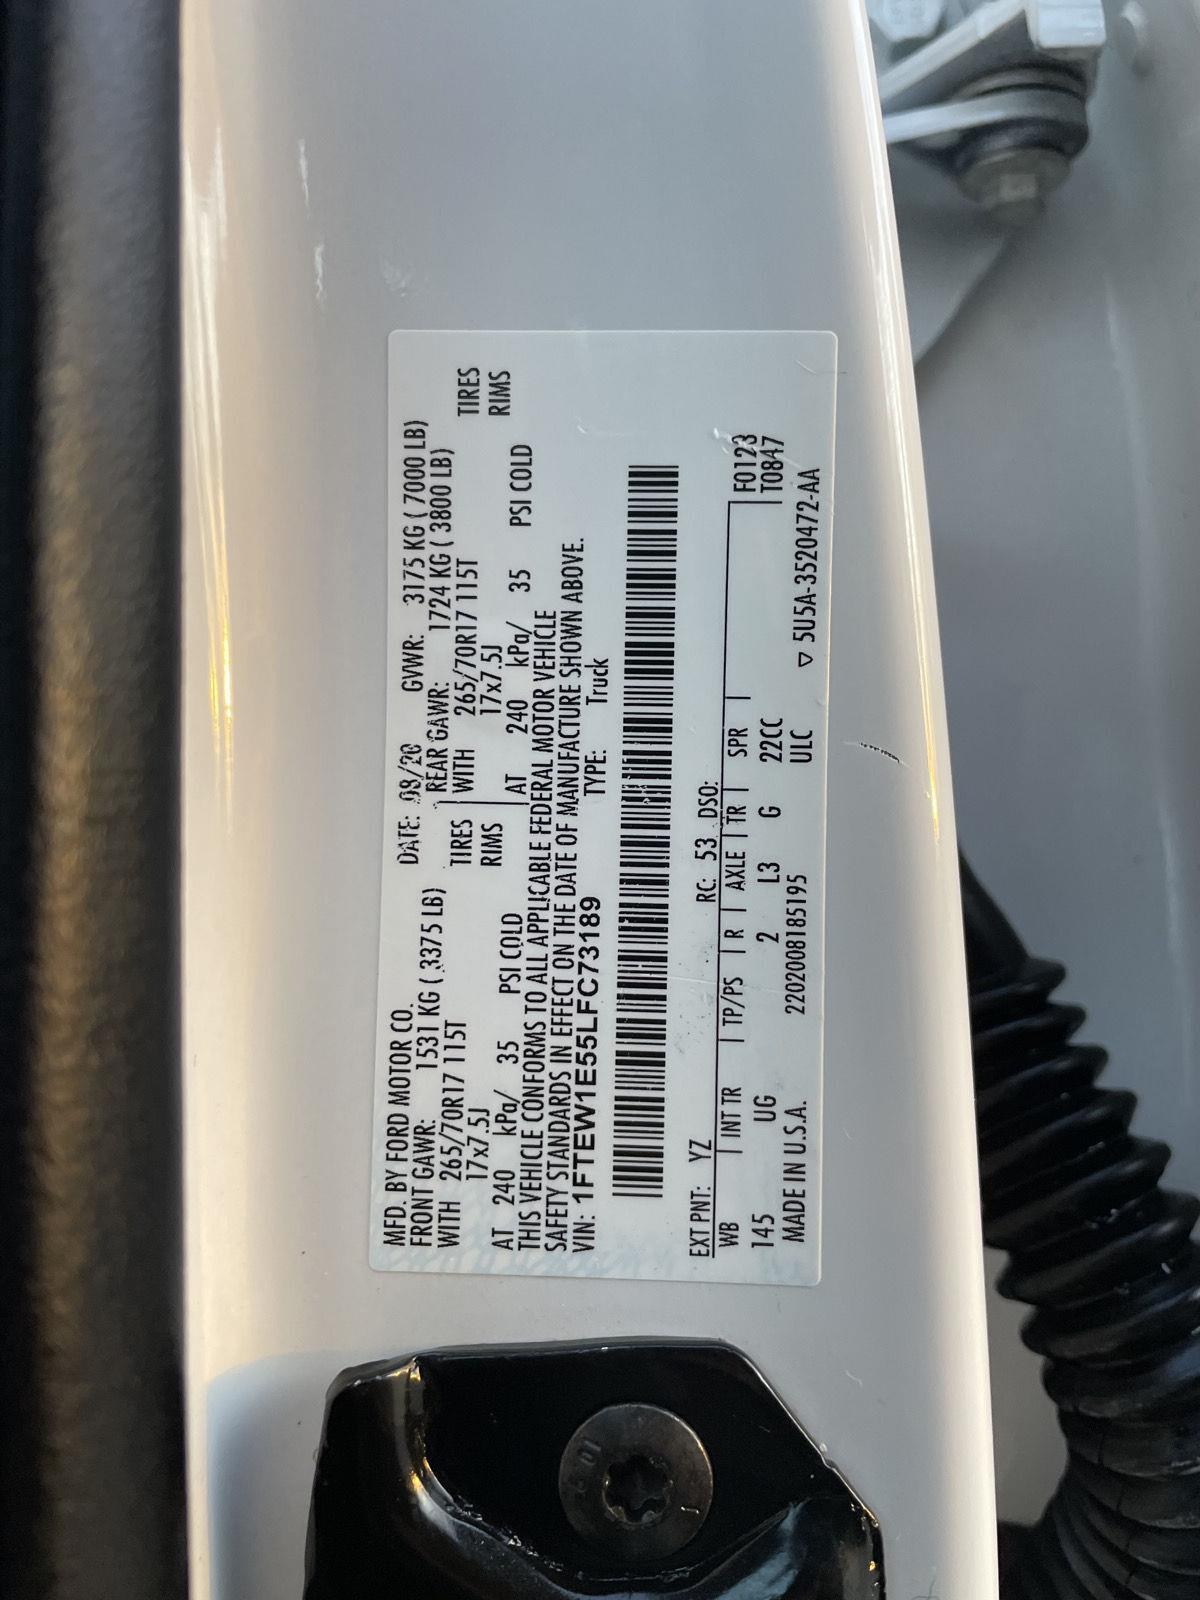 MFD. BY FORD MOTOR CO.
DATE: 08/20 GVWR: 3175 KG ( 7000 LB)
FRONT GAWR: 1531 KG ( 3375 LB) REAR GAWR: 1724 KG ( 3800 LB)
WITH 265/70R17 115T TIRES WITH 265/70R17 115T TIRES
17x7.5J RIMS 17x7.5J RIMS
AT 240 kPa/ 35 PSI COLD AT 240 kPa/ 35 PSI COLD
THIS VEHICLE CONFORMS TO ALL APPLICABLE FEDERAL MOTOR VEHICLE
SAFETY STANDARDS IN EFFECT ON THE DATE OF MANUFACTURE SHOWN ABOVE.
VIN: 1FTEW1E55LFC73189 TYPE: Truck
EXT PNT: YZ RC: 53 DSO:
WB INT TR TP/PS R AXLE TR SPR F0123
145 UG 2 L3 G 22CC T0847
MADE IN U.S.A. 2202008185195 ULC ▽ 5U5A-3520472-AA
10